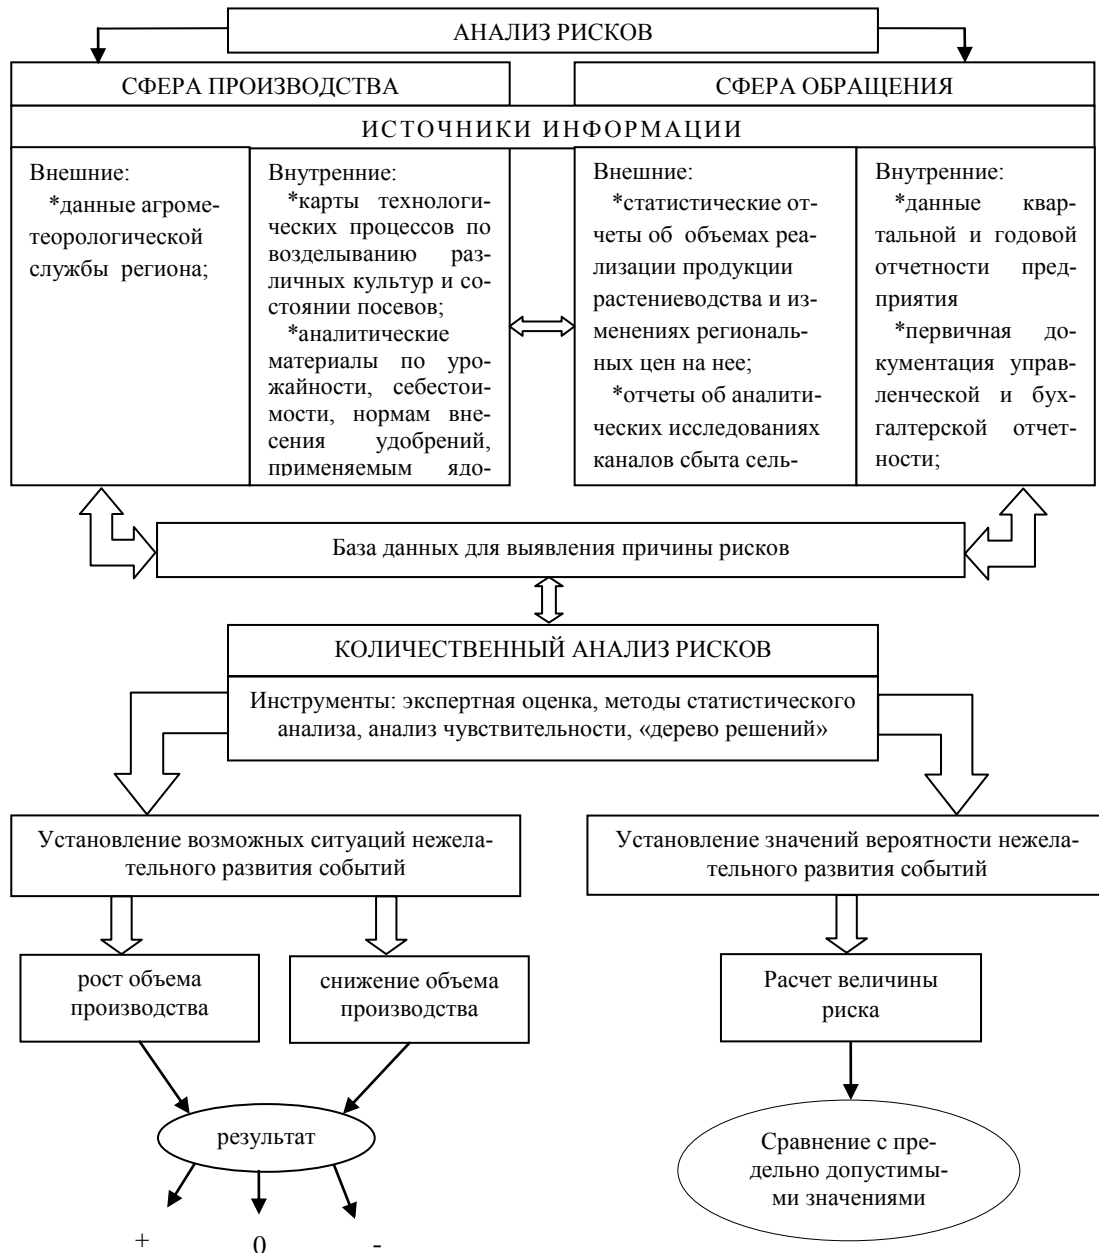 АНАЛИЗ РИСКОВ
СФЕРА ПРОИЗВОДСТВА
СФЕРА ОБРАЩЕНИЯ
ИСТОЧНИКИ ИНФОРМАЦИИ
Внешние:
*данные агроме-
теорологической
службы региона;
Внутренние:
*карты технологи-
ческих процессов по
возделыванию раз-
личных культур и со-
стоянии посевов;
*аналитические
материалы по уро-
жайности, себестои-
мости, нормам вне-
сения удобрений,
применяемым ядо-
Внешние:
*статистические от-
четы об объемах реа-
лизации продукции
растениеводства и из-
менениях региональ-
ных цен на нее;
*отчеты об аналити-
ческих исследованиях
каналов сбыта сель-
Внутренние:
*данные квар-
тальной и годовой
отчетности пред-
приятия
*первичная до-
кументация управ-
ленческой и бух-
галтерской отчет-
ности;
База данных для выявления причины рисков
КОЛИЧЕСТВЕННЫЙ АНАЛИЗ РИСКОВ
Инструменты: экспертная оценка, методы статистического
анализа, анализ чувствительности, «дерево решений»
Установление возможных ситуаций нежела-
тельного развития событий
Установление значений вероятности нежела-
тельного развития событий
рост объема
производства
снижение объема
производства
Расчет величины
риска
результат
Сравнение с пре-
дельно допустимы-
ми значениями
+ 0 -